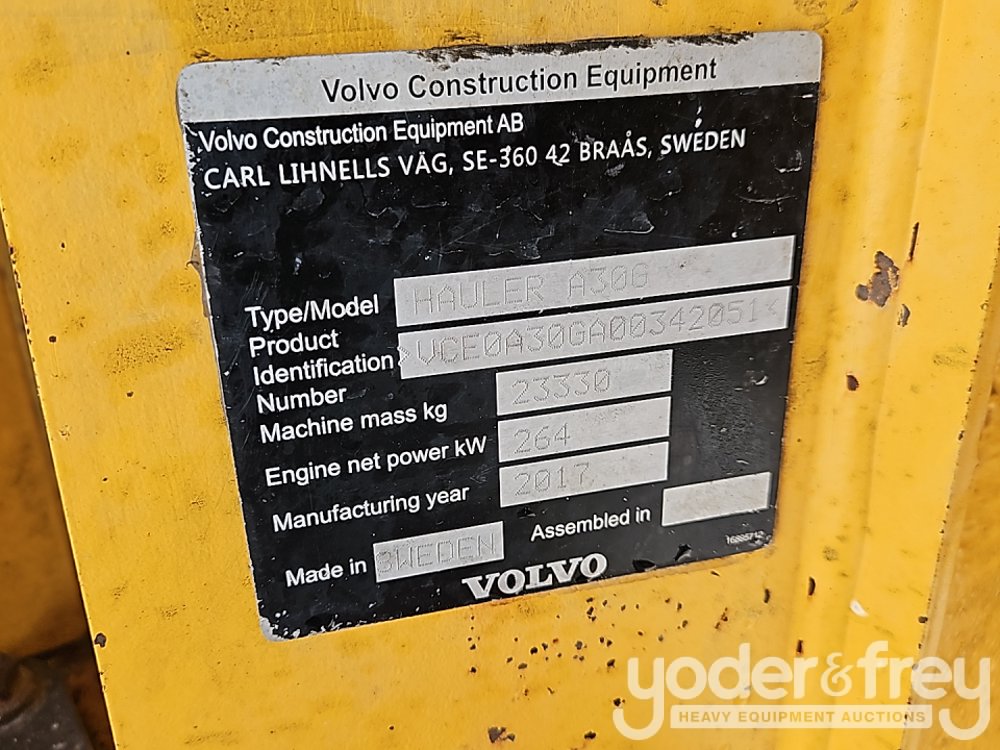 Volvo Construction Equipment
Volvo Construction Equipment AB
CARL LIHNELLS VÄG, SE-360 42 BRAÅS, SWEDEN
Type/Model HAULER A30G
Product
Identification >VCE0A30GA00342051<
Number
Machine mass kg 23330
Engine net power kW 264
Manufacturing year 2017
Made in SWEDEN Assembled in
16885712
VOLVO
yoder&frey
HEAVY EQUIPMENT AUCTIONS